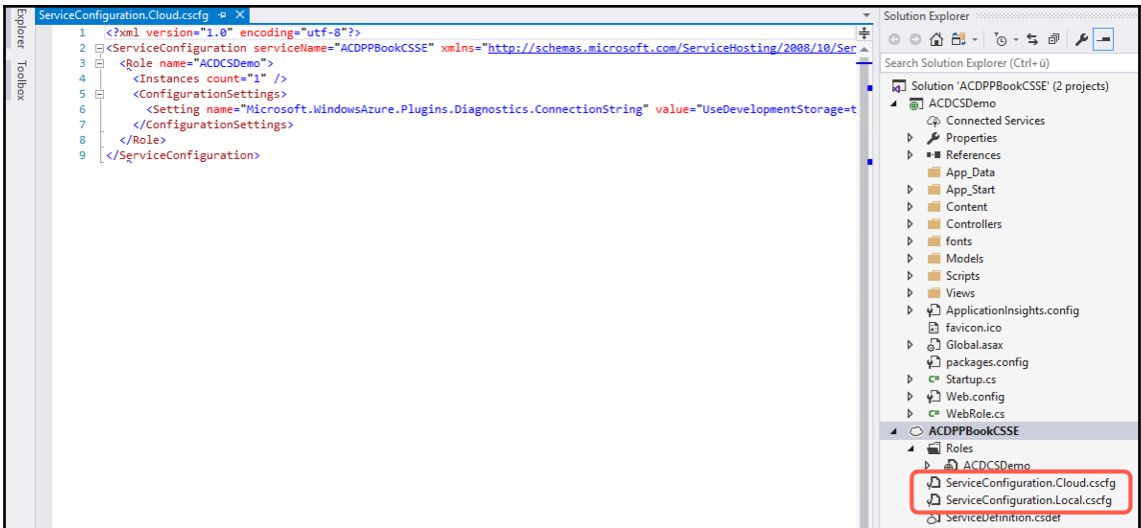 Explorer
Toolbox
ServiceConfiguration.Cloud.cscfg
1 <?xml version="1.0" encoding="utf-8"?>
2 <ServiceConfiguration serviceName="ACDPPBookCSSE" xmlns="http://schemas.microsoft.com/ServiceHosting/2008/10/Ser
3 <Role name="ACDCSDemo">
4 <Instances count="1" />
5 <ConfigurationSettings>
6 <Setting name="Microsoft.WindowsAzure.Plugins.Diagnostics.ConnectionString" value="UseDevelopmentStorage=t
7 </ConfigurationSettings>
8 </Role>
9 </ServiceConfiguration>
Solution Explorer
Search Solution Explorer (Ctrl+ü)
Solution 'ACDPPBookCSSE' (2 projects)
ACDCSDemo
Connected Services
Properties
References
App_Data
App_Start
Content
Controllers
fonts
Models
Scripts
Views
ApplicationInsights.config
favicon.ico
Global.asax
packages.config
C# Startup.cs
Web.config
C# WebRole.cs
ACDPPBookCSSE
Roles
ACDCSDemo
ServiceConfiguration.Cloud.cscfg
ServiceConfiguration.Local.cscfg
ServiceDefinition.csdef